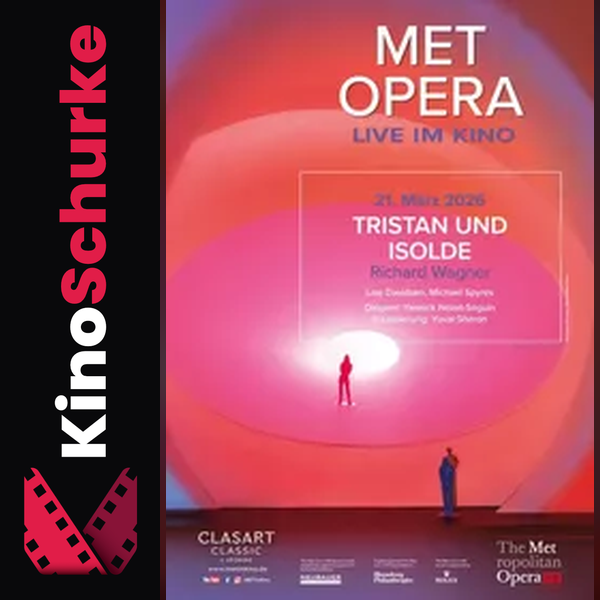 KinoSchurke
MET
OPERA
LIVE IM KINO
21. März 2026
TRISTAN UND
ISOLDE
Richard Wagner
Lise Davidsen, Michael Spyres
Dirigent: Yannick Nézet-Séguin
Inszenierung: Yuval Sharon
CLASART
CLASSIC
The Met
ropolitan
Opera